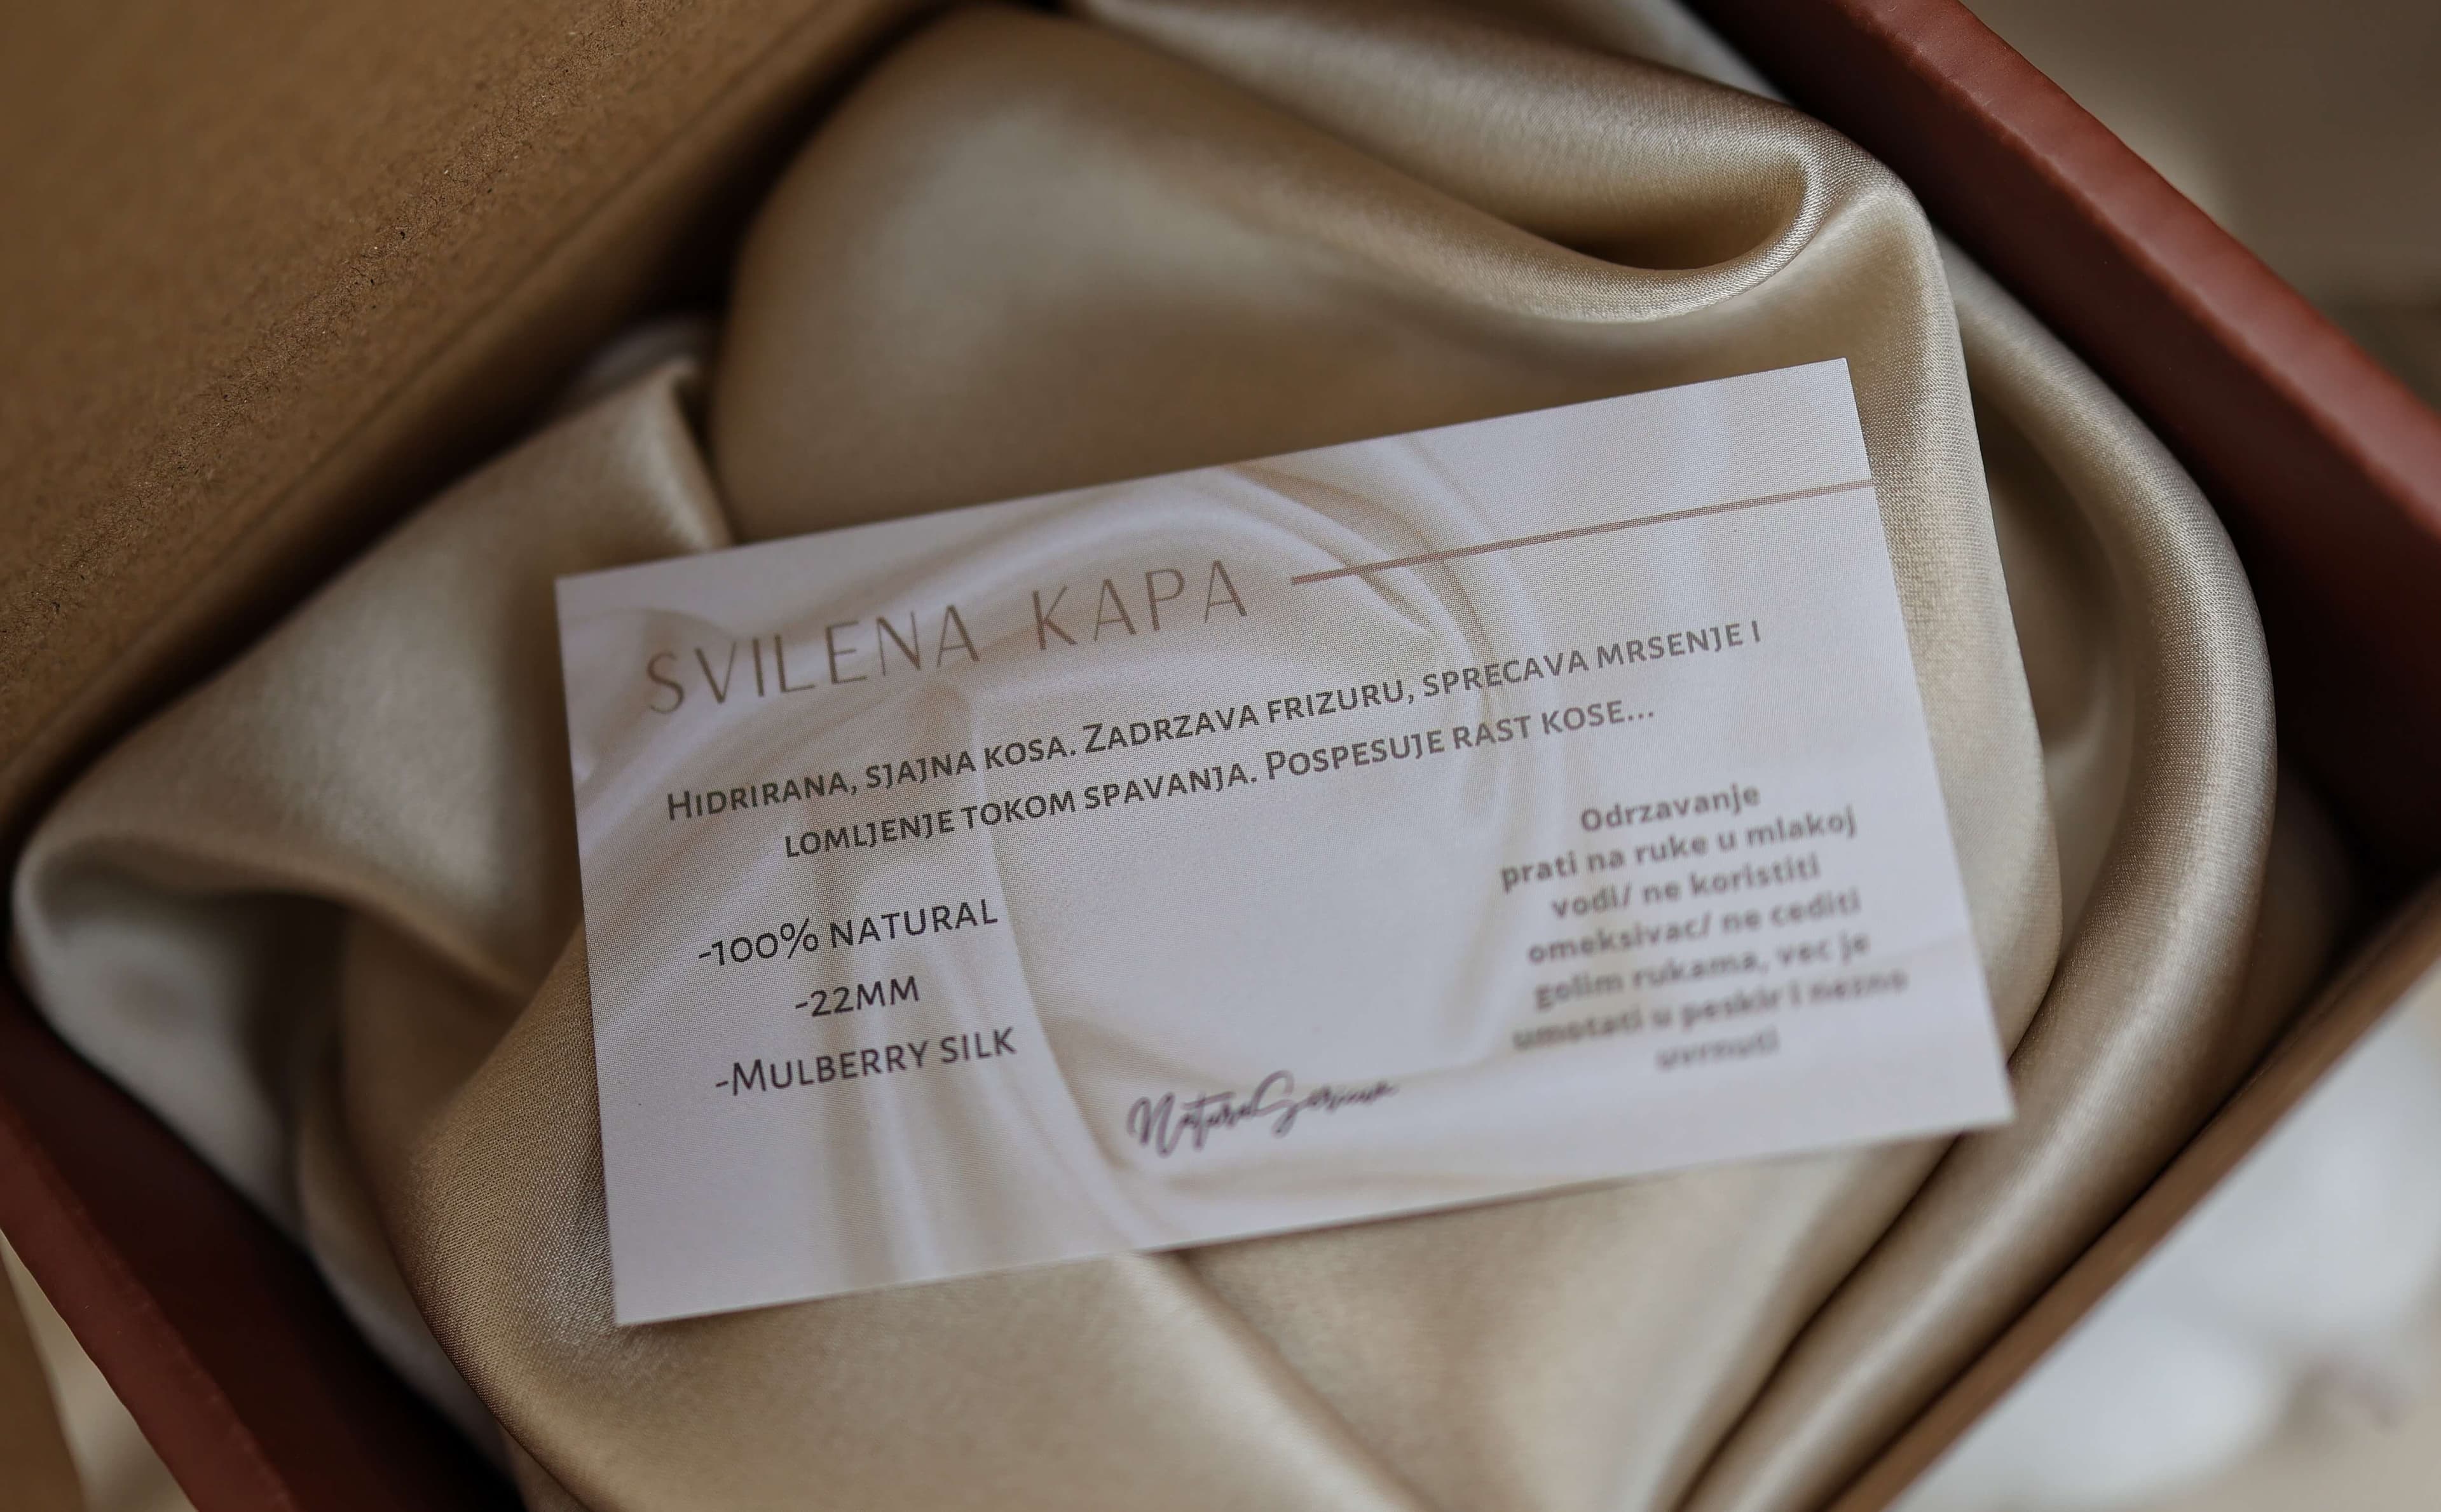 SVILENA KAPA
HIDRIRANA, SJAJNA KOSA. ZADRZAVA FRIZURU, SPRECAVA MRSENJE I
LOMLJENJE TOKOM SPAVANJA. POSPESUJE RAST KOSE...
-100% NATURAL
-22MM
-MULBERRY SILK
Odrzavanje
prati na ruke u mlakoj
vodi/ ne koristiti
omeksivac/ ne cediti
golim rukama, vec je
umotati u peskir i nezno
uvrnuti